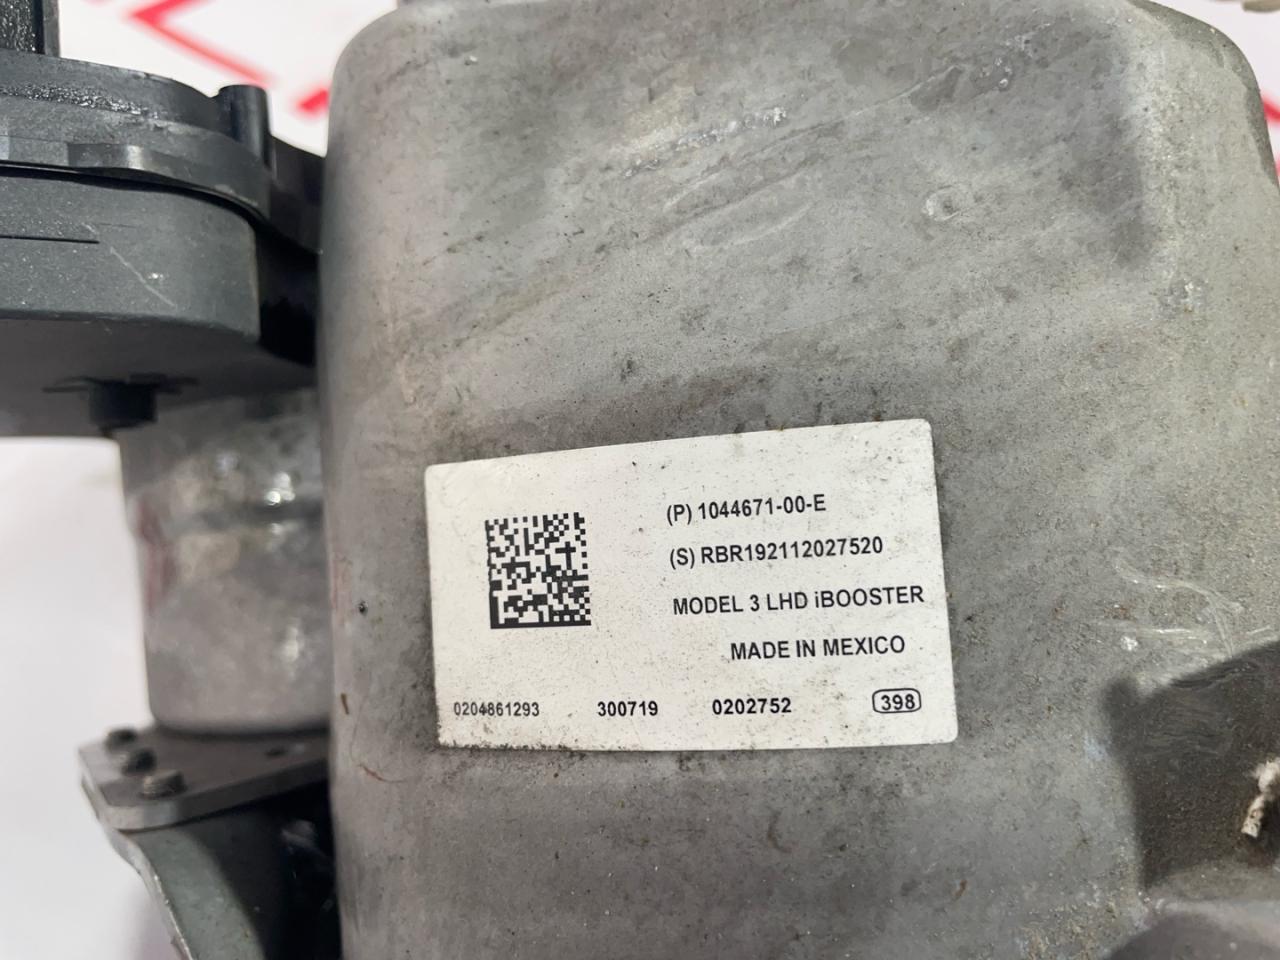 (P) 1044671-00-E
(S) RBR192112027520
MODEL 3 LHD iBOOSTER
MADE IN MEXICO
0204861293 300719 0202752 398